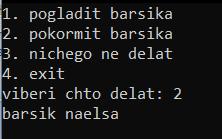 1. pogladit barsika
2. pokormit barsika
3. nichego ne delat
4. exit
viberi chto delat: 2
barsik naelsa